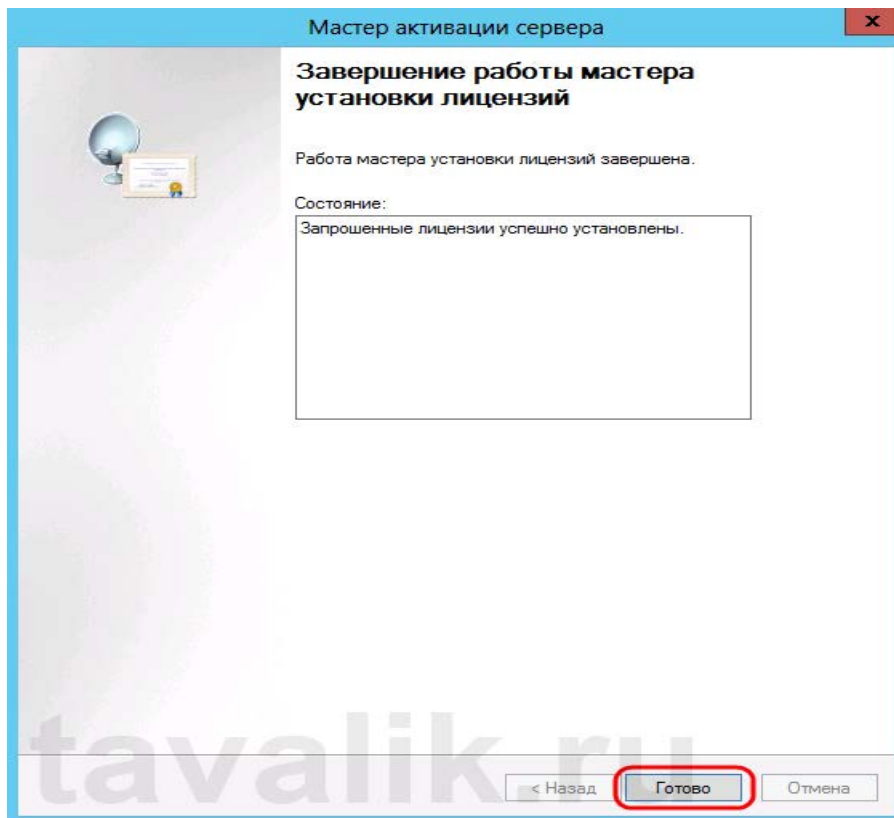 Мастер активации сервера
x
Завершение работы мастера
установки лицензий
Работа мастера установки лицензий завершена.
Состояние:
Запрошенные лицензии успешно установлены.
tavalik.ru
< Назад
Готово
Отмена